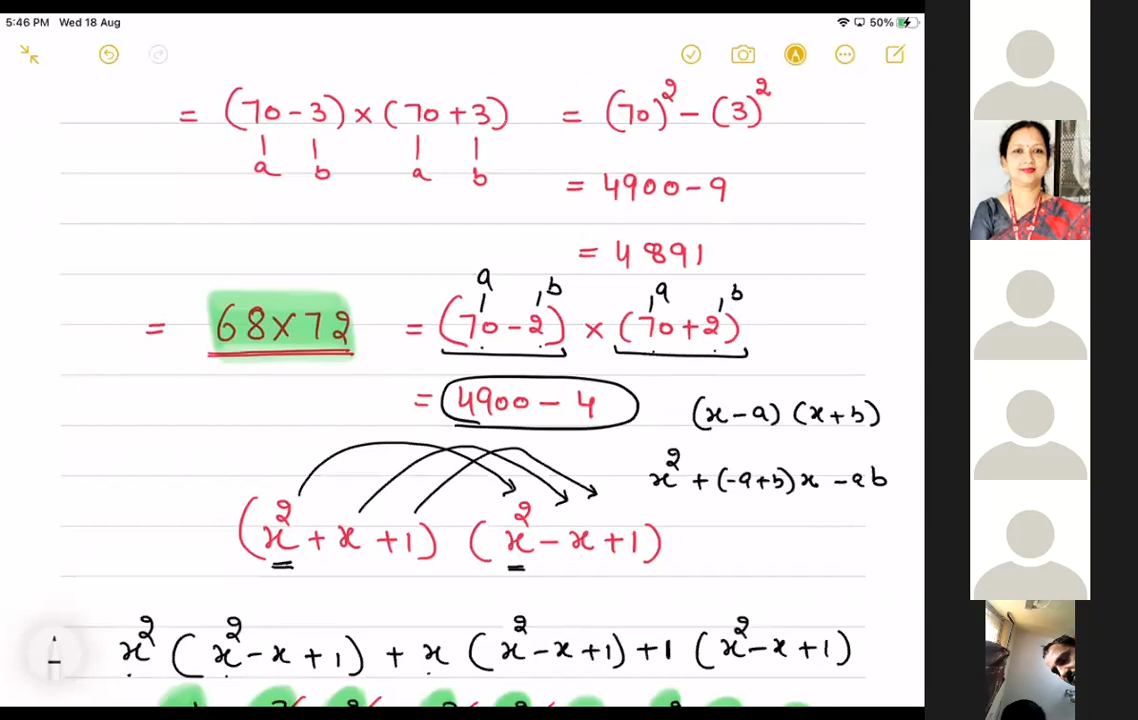 5:46 PM Wed 18 Aug 50%
= (70 - 3) × (70 + 3) = (70)² - (3)²
a b a b
= 4900 - 9
= 4891
a b a b
= 68×72 = (70 - 2) × (70 + 2)
= 4900 - 4
(x - a) (x + b)
x² + (-a+b)x - ab
(x² + x + 1) (x² - x + 1)
x² (x² - x + 1) + x (x² - x + 1) + 1 (x² - x + 1)